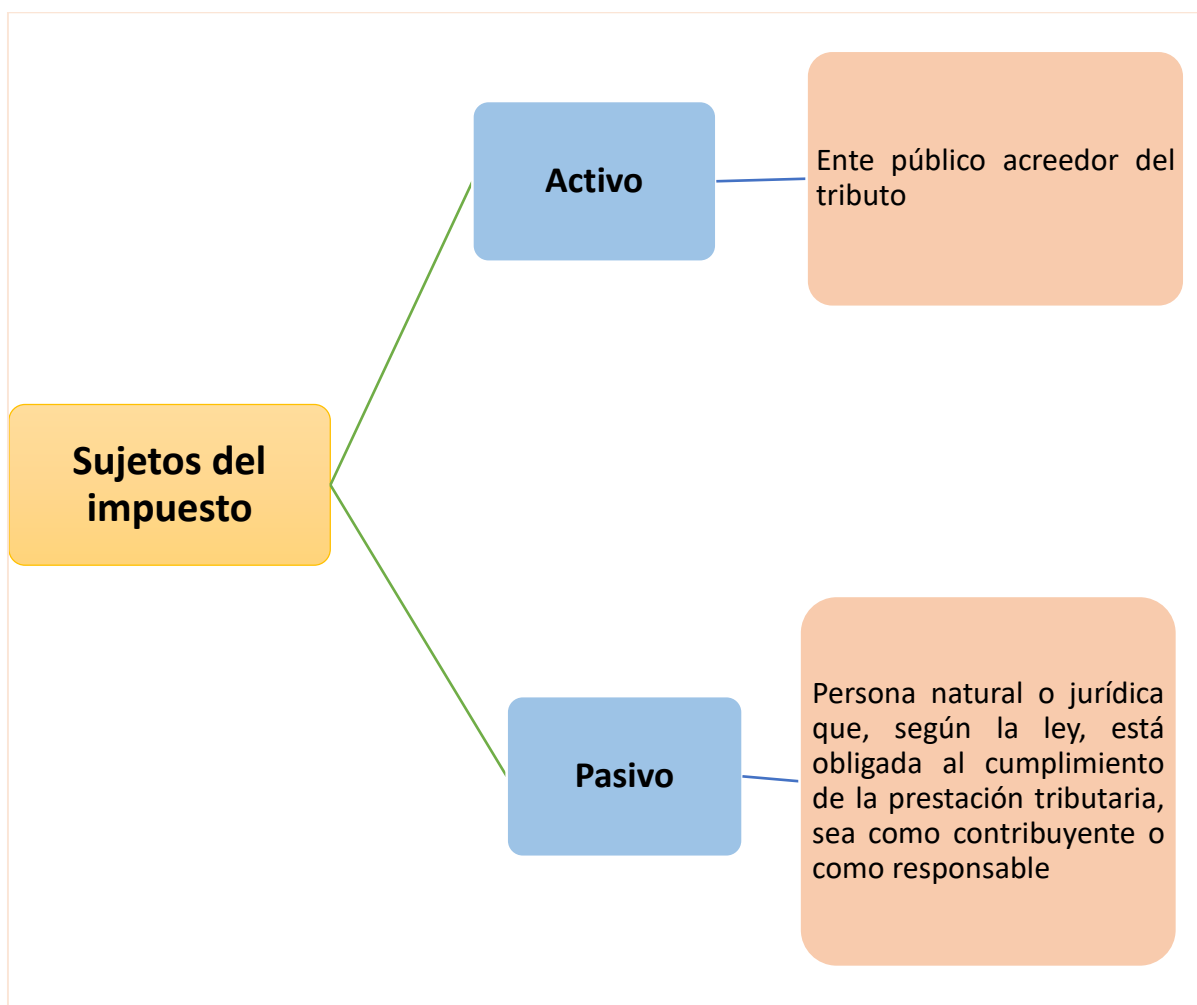 Sujetos del
impuesto
Activo
Ente público acreedor del
tributo
Pasivo
Persona natural o jurídica
que, según la ley, está
obligada al cumplimiento
de la prestación tributaria,
sea como contribuyente o
como responsable